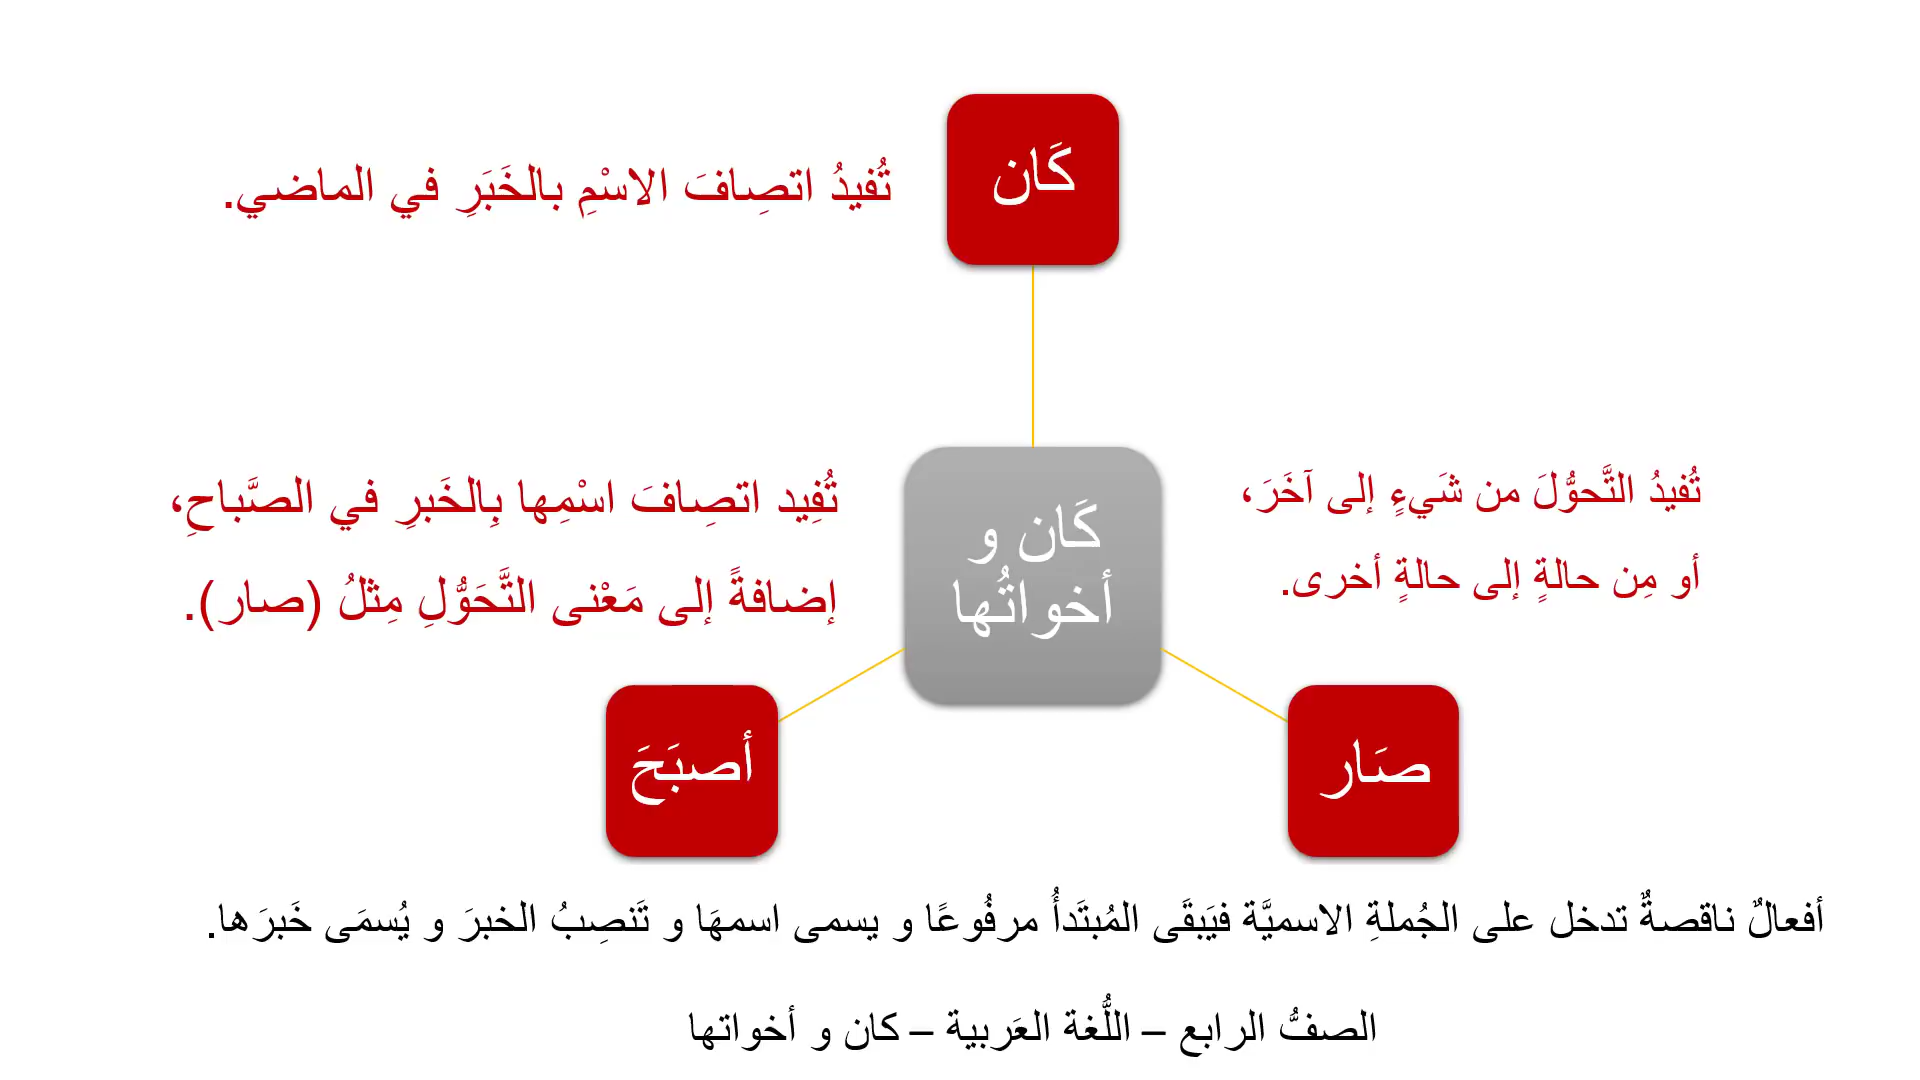 كَان
تُفيدُ اتصِافَ الاسْمِ بالخَبَرِ في الماضي.
كَان و
أخواتُها
تُفيدُ التَّحوُّلَ من شَيءٍ إلى آخَرَ،
أو مِن حالةٍ إلى حالةٍ أخرى.
صَار
تُفِيد اتصِافَ اسْمِها بِالخَبرِ في الصَّباحِ،
إضافةً إلى مَعْنى التَّحَوُّلِ مِثلُ (صار).
أصبَحَ
أفعالٌ ناقصةٌ تدخل على الجُملةِ الاسميَّة فيَبقَى المُبتَدأُ مرفُوعًا و يسمى اسمهَا و تَنصِبُ الخبرَ و يُسمَى خَبرَها.
الصفُّ الرابع – اللُّغة العَربية – كان و أخواتها